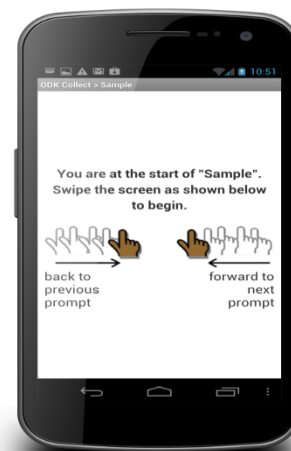 10:51
ODK Collect > Sample
You are at the start of "Sample".
Swipe the screen as shown below
to begin.
back to
previous
prompt
forward to
next
prompt